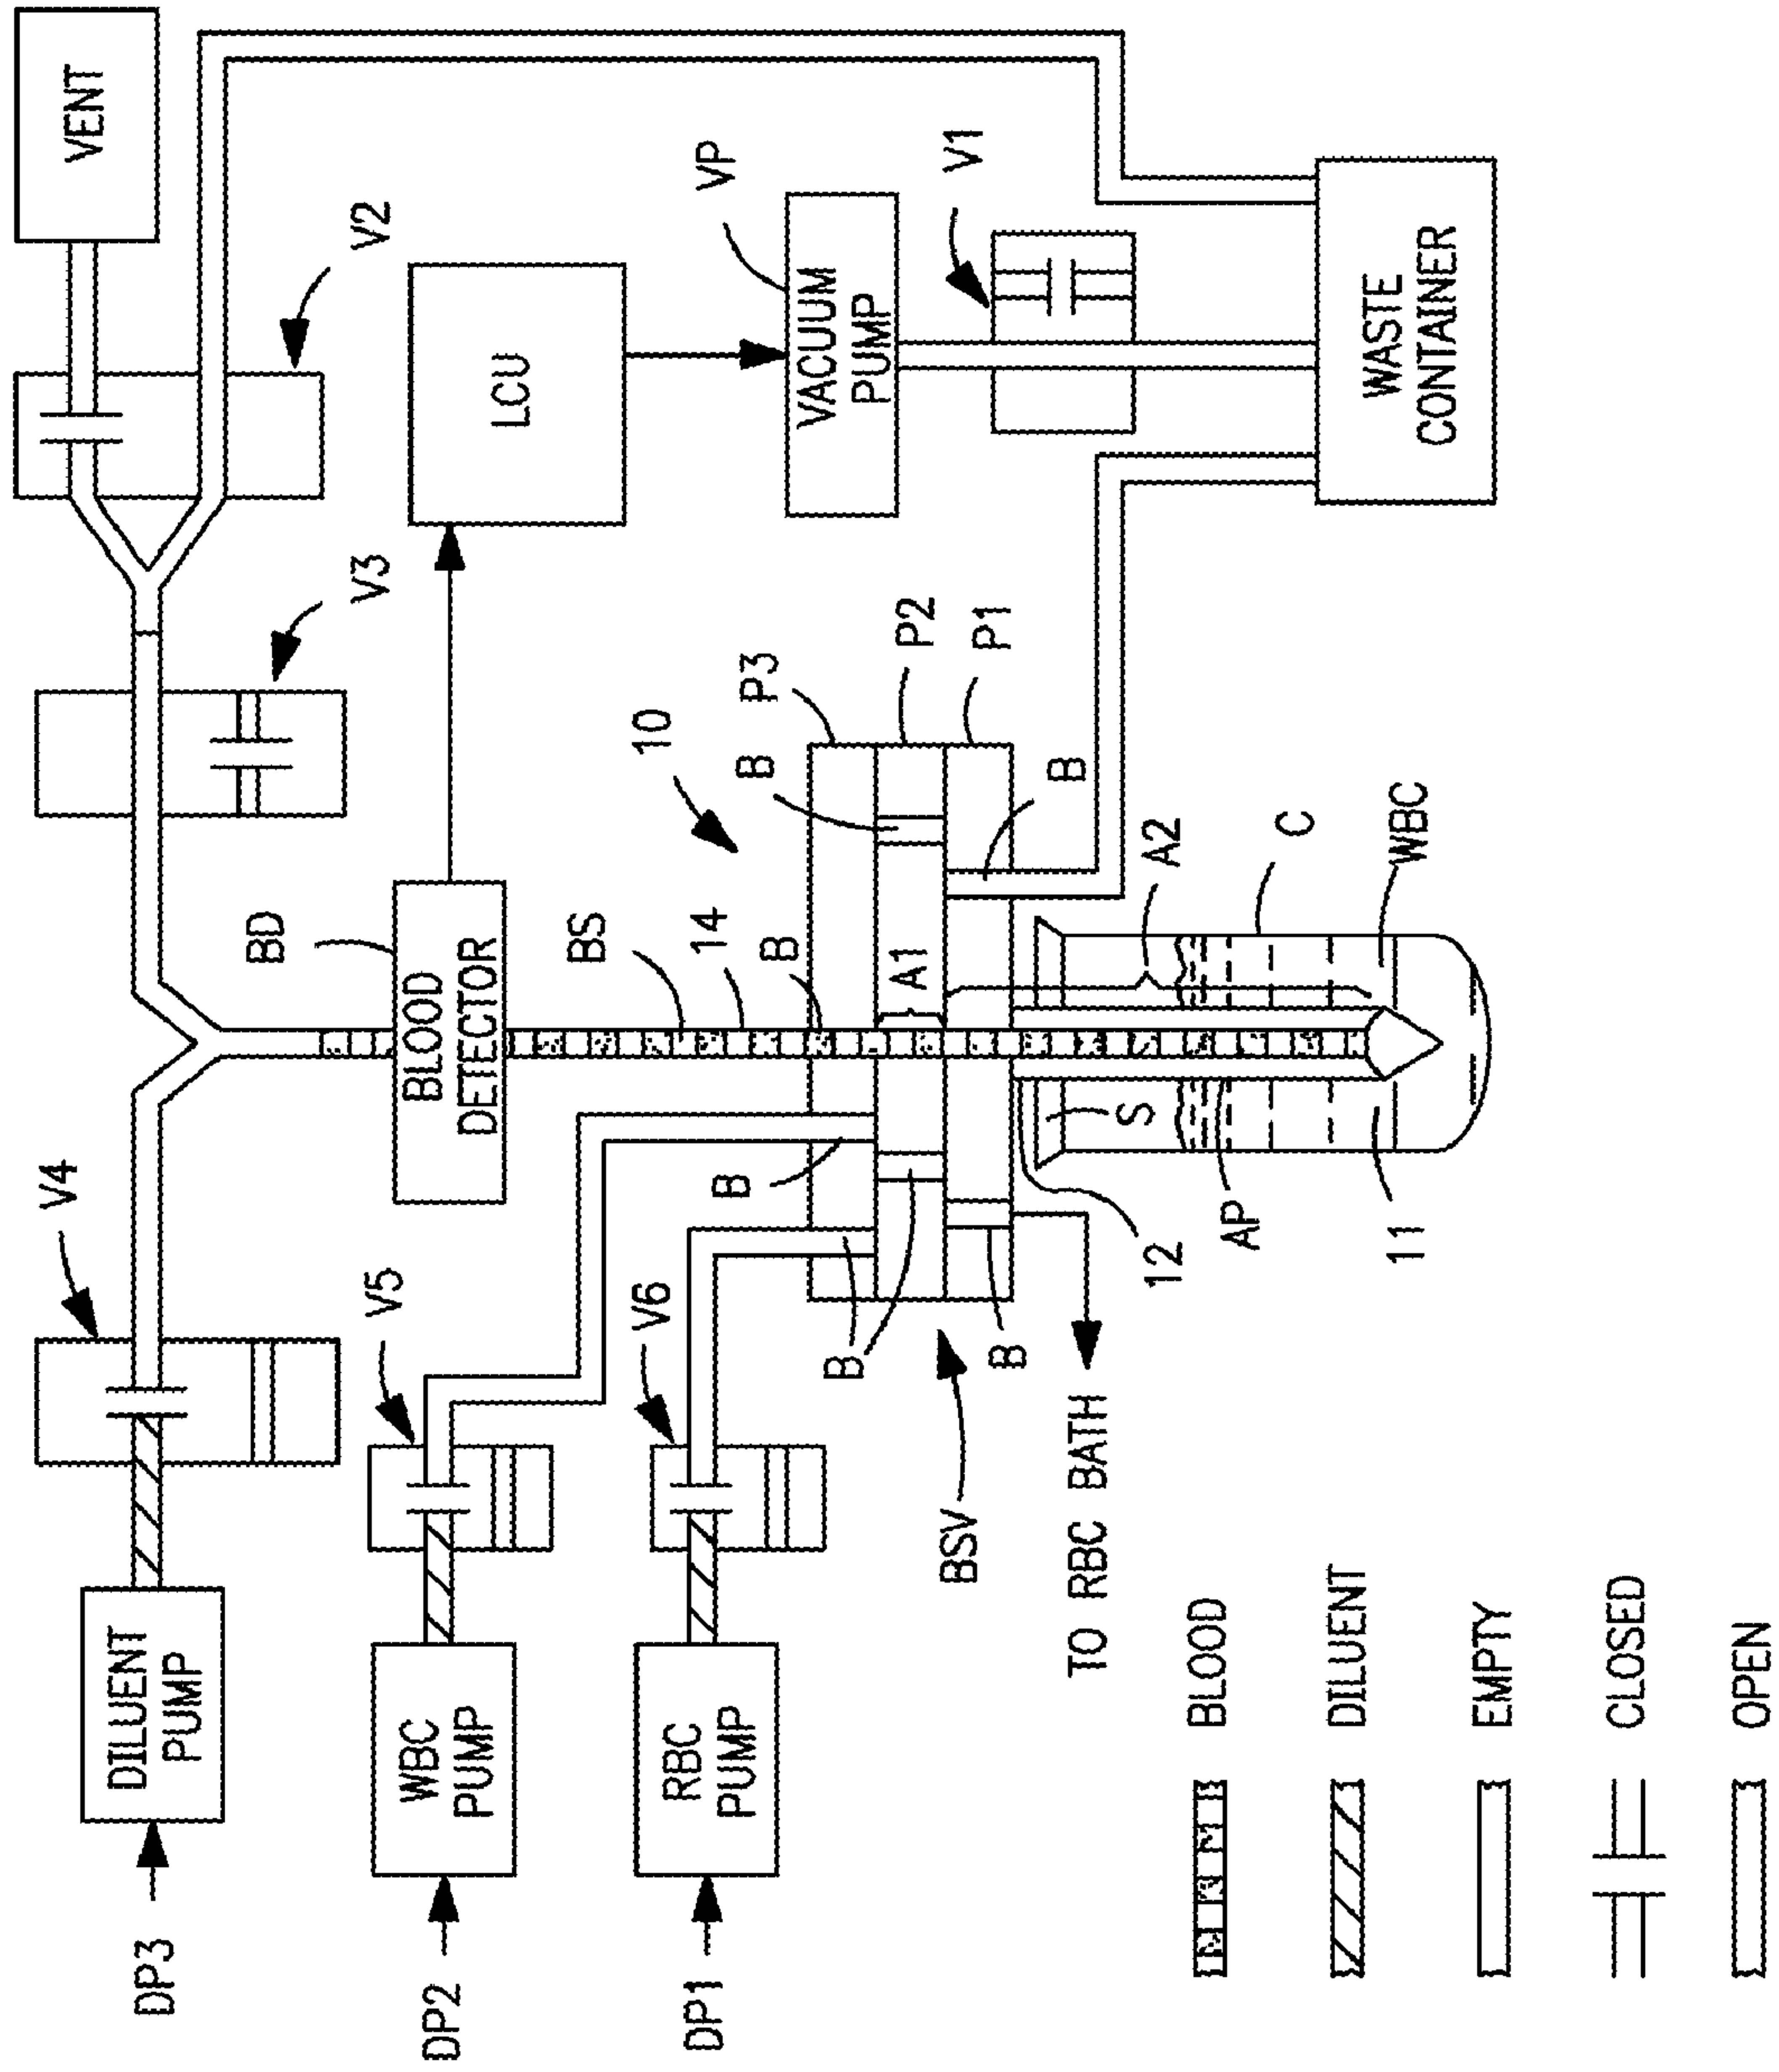 DP3
DILUENT
PUMP
V4
V3
V2
VENT
DP2
WBC
PUMP
V5
BD
BLOOD
DETECTOR
LCU
DP1
RBC
PUMP
V6
B
BS
14
B
10
B
P3
P2
P1
VP
VACUUM
PUMP
V1
B
BSV
B
A1
B
TO RBC BATH
12
S
AP
11
A2
C
WBC
WASTE
CONTAINER
BLOOD
DILUENT
EMPTY
CLOSED
OPEN